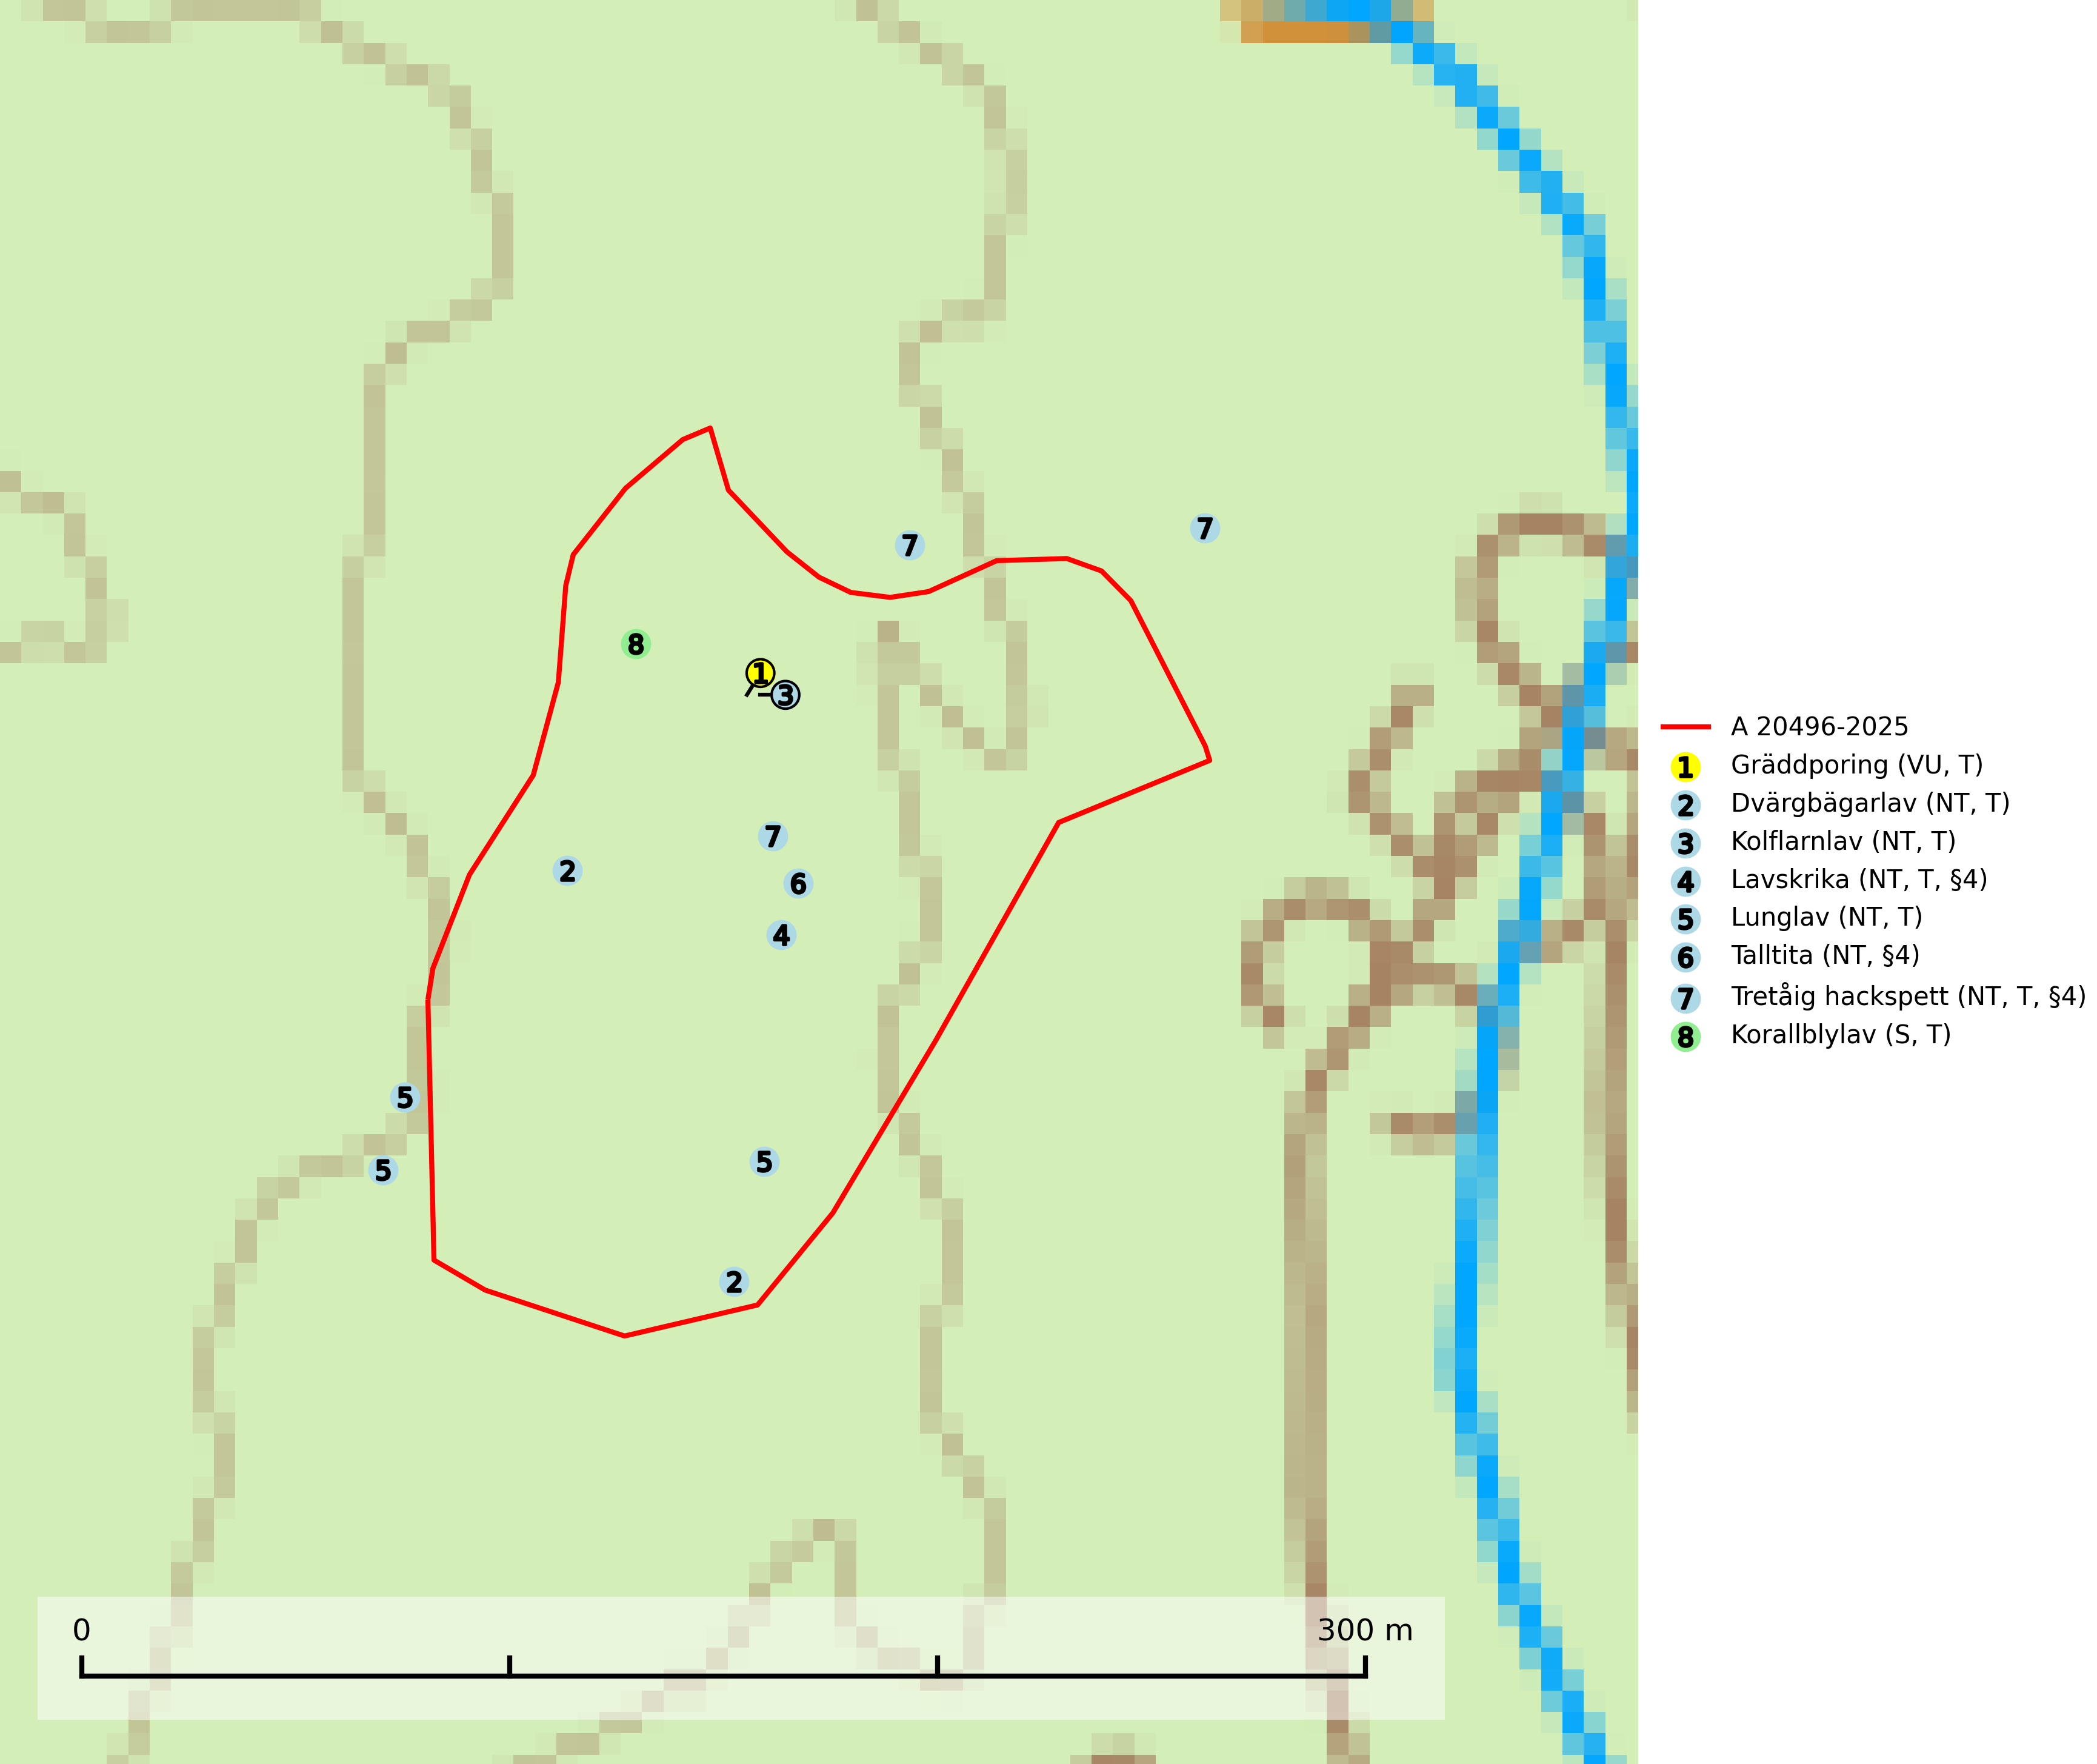 7
7
8
1
3
7
2
6
4
5
5
5
2
0
300 m
A 20496-2025
1 Gräddporing (VU, T)
2 Dvärgbägarlav (NT, T)
3 Kolflarnlav (NT, T)
4 Lavskrika (NT, T, §4)
5 Lunglav (NT, T)
6 Talltita (NT, §4)
7 Tretåig hackspett (NT, T, §4)
8 Korallblylav (S, T)